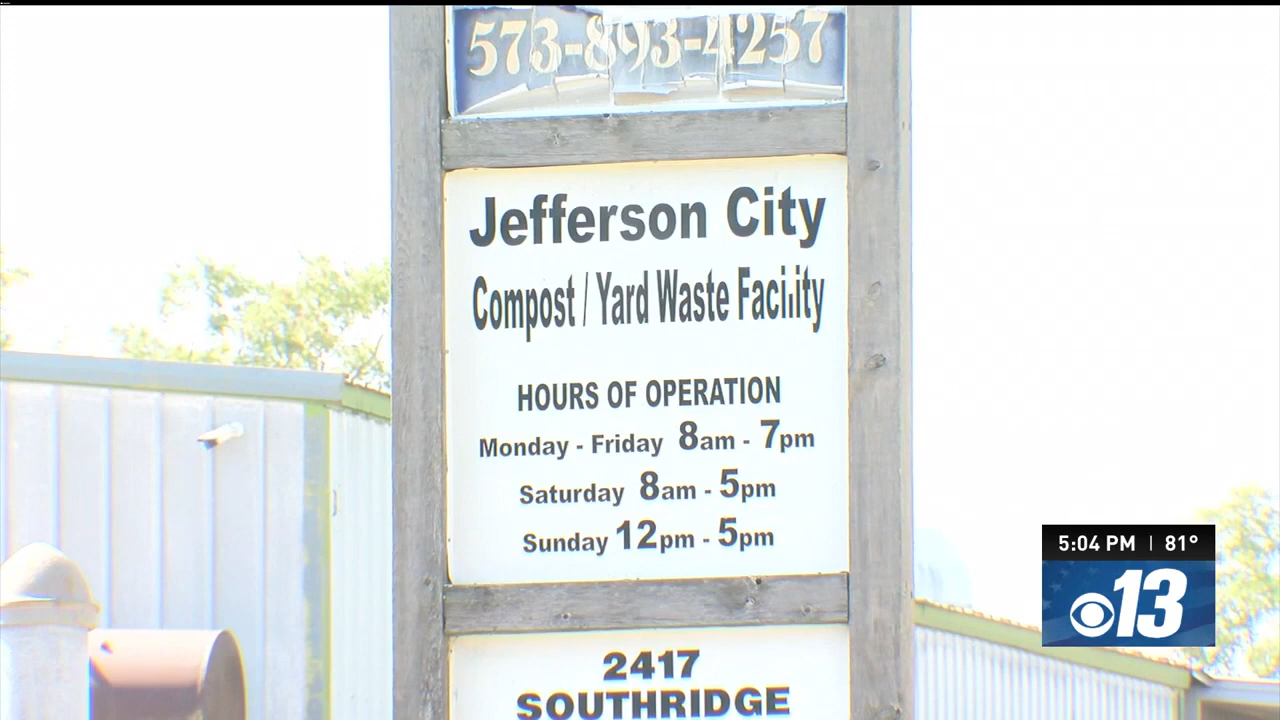 573-893-4257
Jefferson City
Compost / Yard Waste Facility
HOURS OF OPERATION
Monday - Friday 8am - 7pm
Saturday 8am - 5pm
Sunday 12pm - 5pm
2417
SOUTHRIDGE
5:04 PM | 81°
13